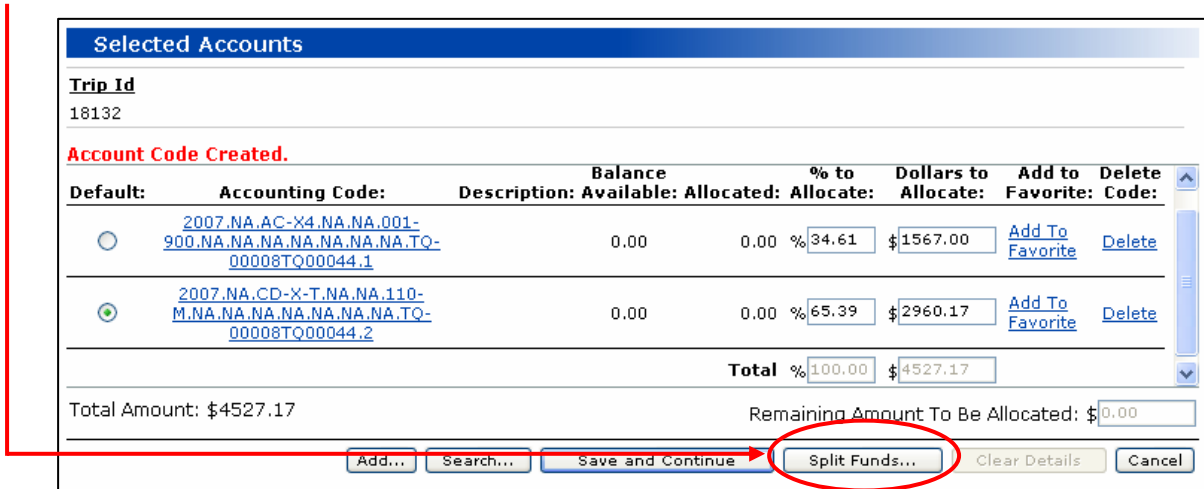 Selected Accounts
Trip Id
18132
Account Code Created.
Default: Accounting Code: Description: Balance Available: Allocated: % to Allocate: Dollars to Allocate: Add to Favorite: Delete Code:
2007.NA.AC-X4.NA.NA.001-
900.NA.NA.NA.NA.NA.NA.NA.TQ-
00008TQ00044.1
0.00 0.00 % 34.61 $ 1567.00 Add To Favorite Delete
2007.NA.CD-X-T.NA.NA.110-
M.NA.NA.NA.NA.NA.NA.NA.TQ-
00008TQ00044.2
0.00 0.00 % 65.39 $ 2960.17 Add To Favorite Delete
Total % 100.00 $ 4527.17
Total Amount: $4527.17 Remaining Amount To Be Allocated: $ 0.00
Add... Search... Save and Continue Split Funds... Clear Details Cancel